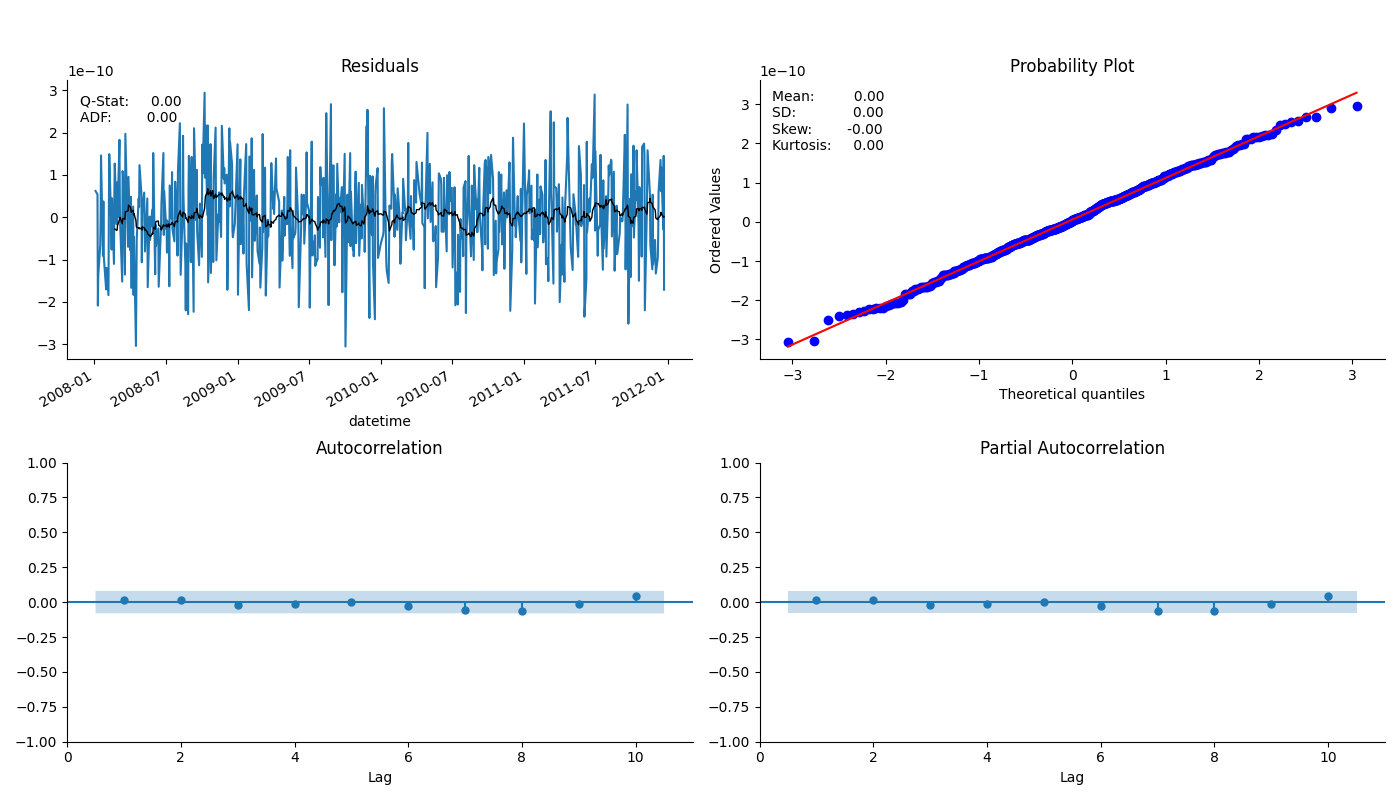 Residuals
1e−10
Q-Stat: 0.00
ADF: 0.00
3
2
1
0
−1
−2
−3
2008-01
2008-07
2009-01
2009-07
2010-01
2010-07
2011-01
2011-07
2012-01
datetime
Probability Plot
1e−10
Mean: 0.00
SD: 0.00
Skew: -0.00
Kurtosis: 0.00
Ordered Values
3
2
1
0
−1
−2
−3
−3 −2 −1 0 1 2 3
Theoretical quantiles
Autocorrelation
1.00
0.75
0.50
0.25
0.00
−0.25
−0.50
−0.75
−1.00
0 2 4 6 8 10
Lag
Partial Autocorrelation
1.00
0.75
0.50
0.25
0.00
−0.25
−0.50
−0.75
−1.00
0 2 4 6 8 10
Lag